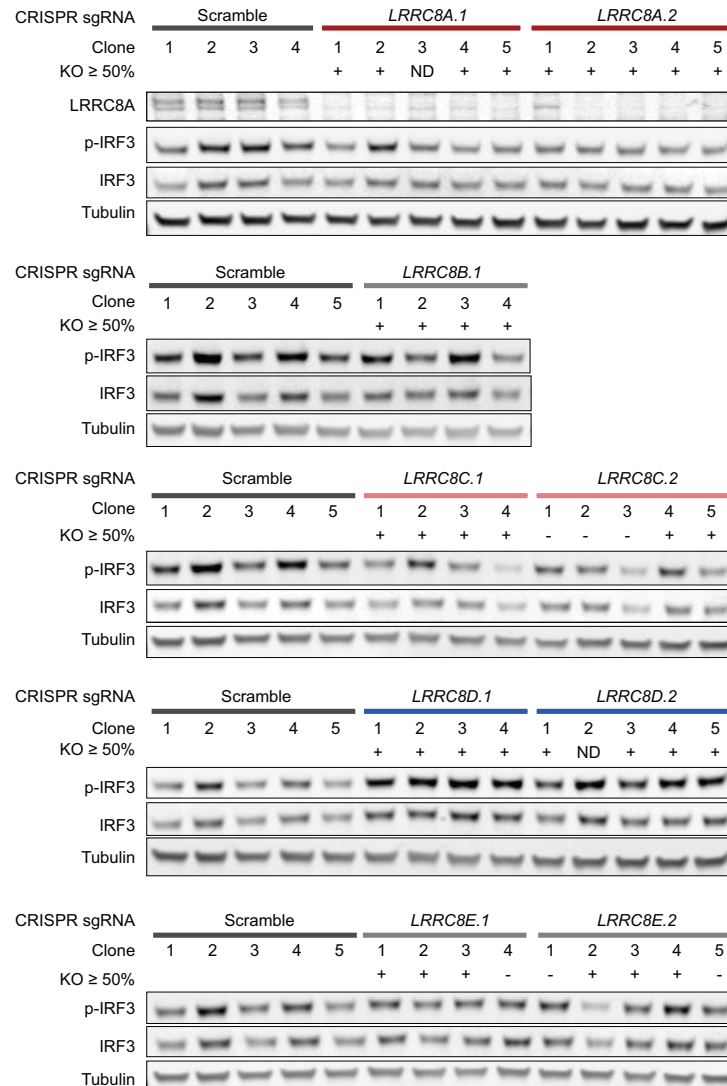 CRISPR sgRNA Scramble LRRC8A.1 LRRC8A.2
Clone 1 2 3 4 1 2 3 4 5 1 2 3 4 5
KO ≥ 50% + + ND + + + + + + +
LRRC8A
p-IRF3
IRF3
Tubulin
CRISPR sgRNA Scramble LRRC8B.1
Clone 1 2 3 4 5 1 2 3 4
KO ≥ 50% + + + +
p-IRF3
IRF3
Tubulin
CRISPR sgRNA Scramble LRRC8C.1 LRRC8C.2
Clone 1 2 3 4 5 1 2 3 4 1 2 3 4 5
KO ≥ 50% + + + + - - - + +
p-IRF3
IRF3
Tubulin
CRISPR sgRNA Scramble LRRC8D.1 LRRC8D.2
Clone 1 2 3 4 5 1 2 3 4 1 2 3 4 5
KO ≥ 50% + + + + + ND + + +
p-IRF3
IRF3
Tubulin
CRISPR sgRNA Scramble LRRC8E.1 LRRC8E.2
Clone 1 2 3 4 5 1 2 3 4 1 2 3 4 5
KO ≥ 50% + + + - - + + + -
p-IRF3
IRF3
Tubulin